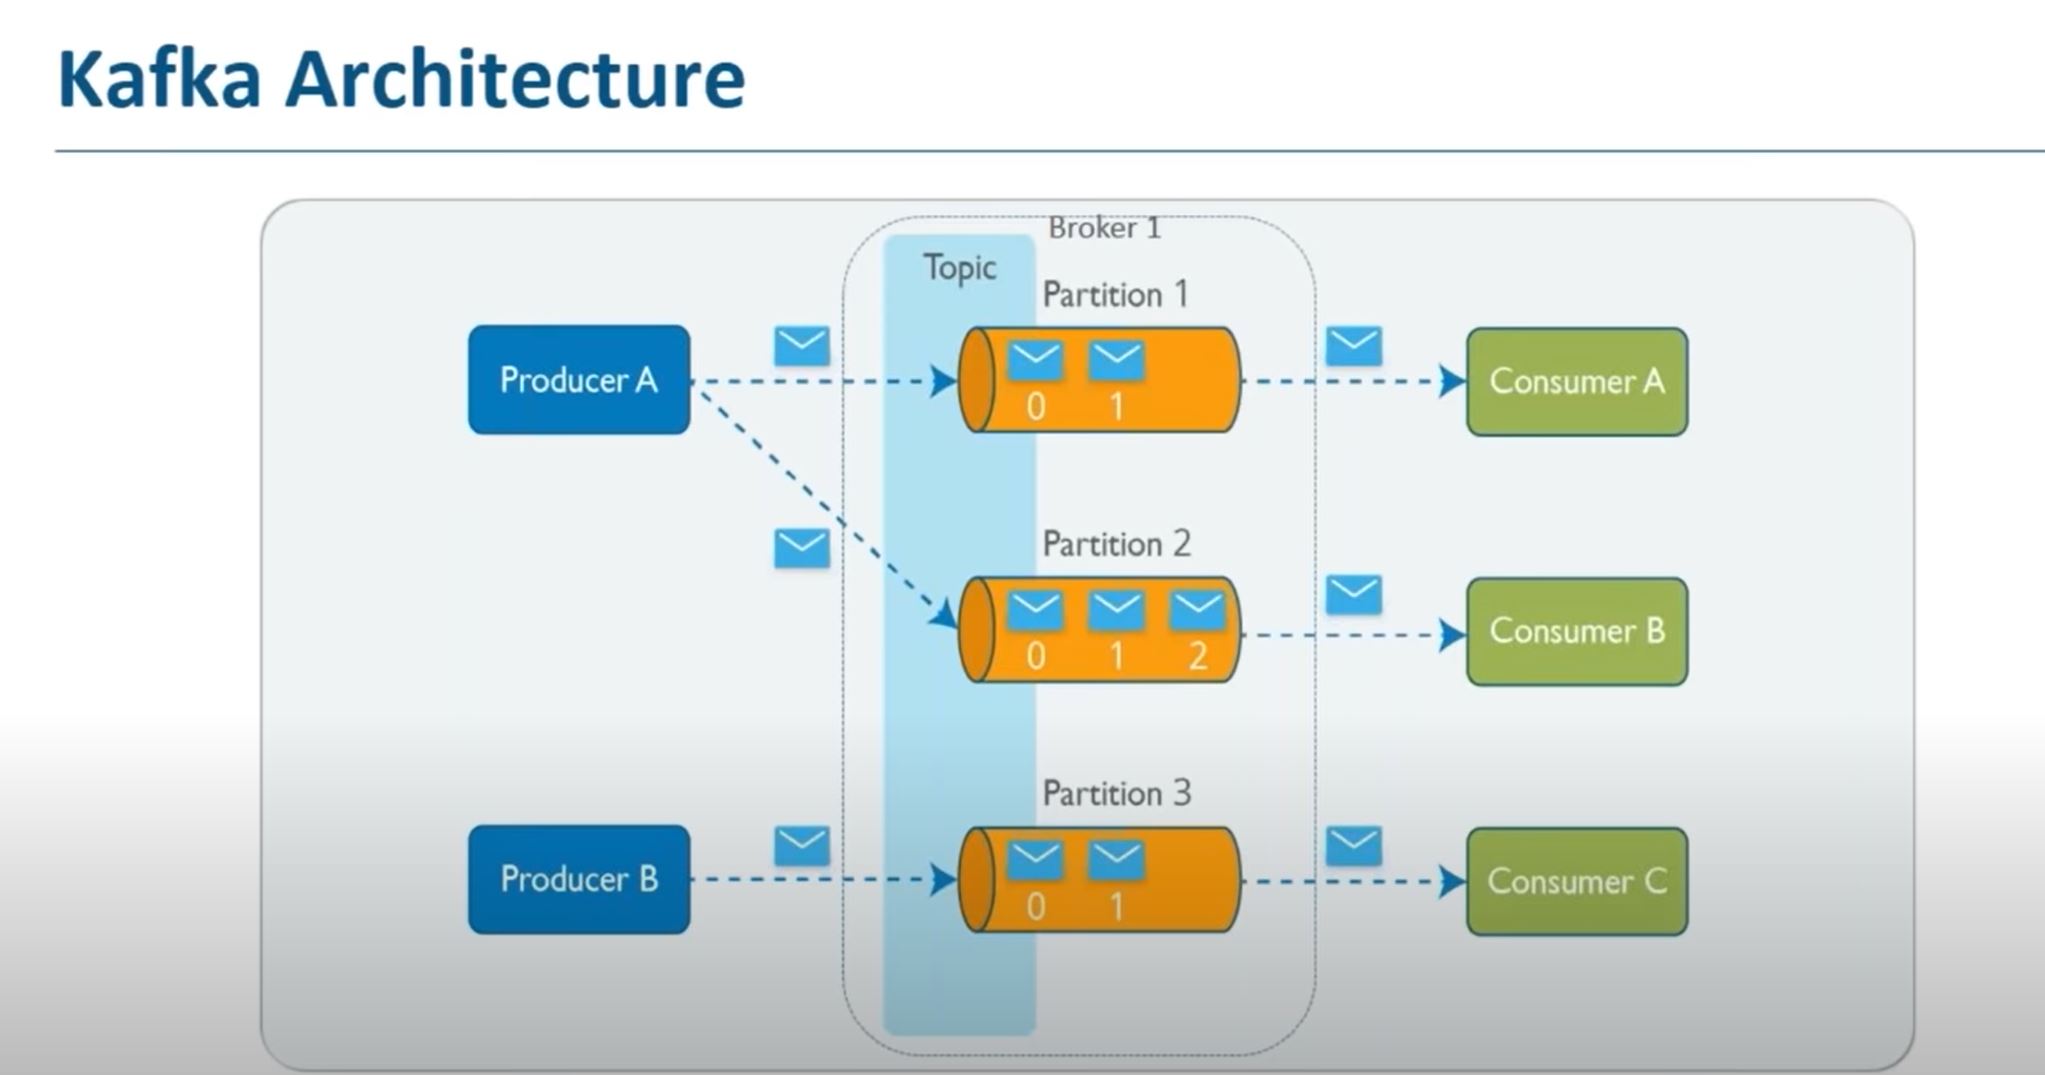 Kafka Architecture
Broker 1
Topic
Partition 1
Producer A
0 1
Consumer A
Partition 2
0 1 2
Consumer B
Partition 3
Producer B
0 1
Consumer C